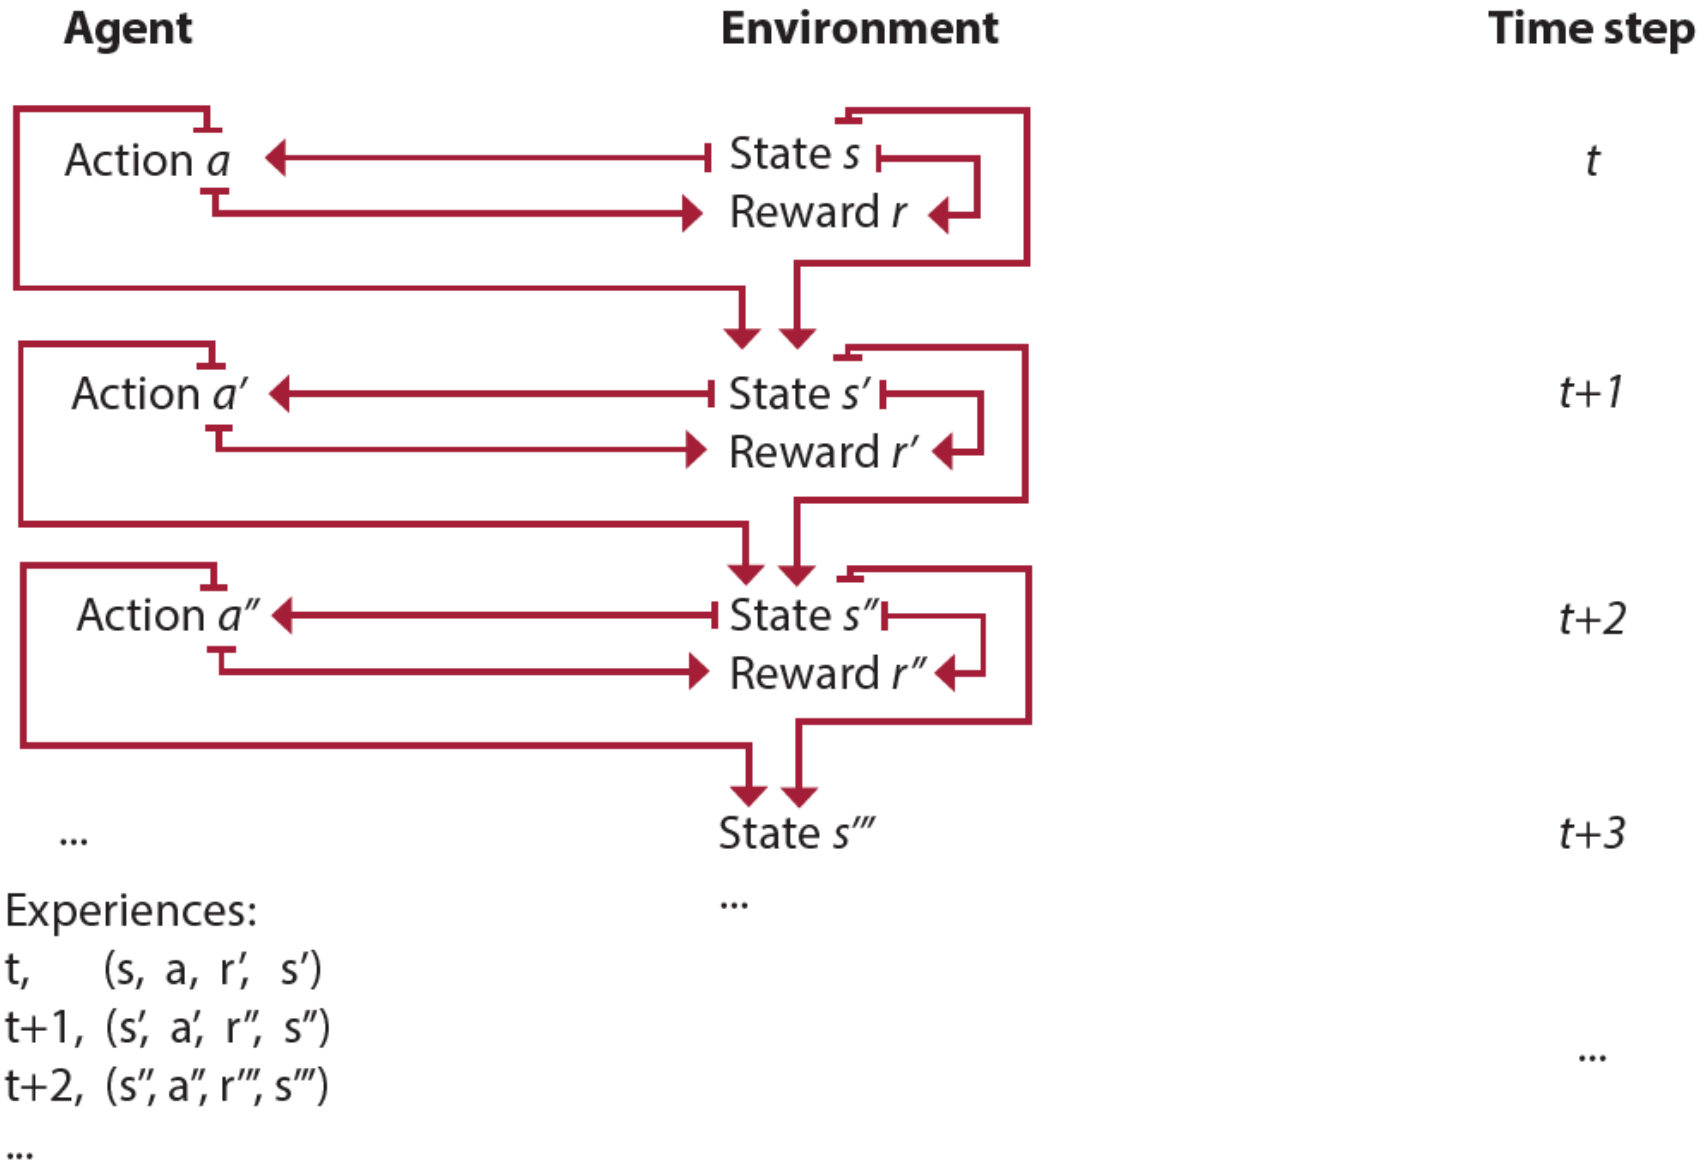 Agent Environment Time step
Action a State s t
Reward r
Action a′ State s′ t+1
Reward r′
Action a″ State s″ t+2
Reward r″
... State s‴ t+3
Experiences: ...
t, (s, a, r′, s′)
t+1, (s′, a′, r″, s″)
...
t+2, (s″, a″, r‴, s‴)
...